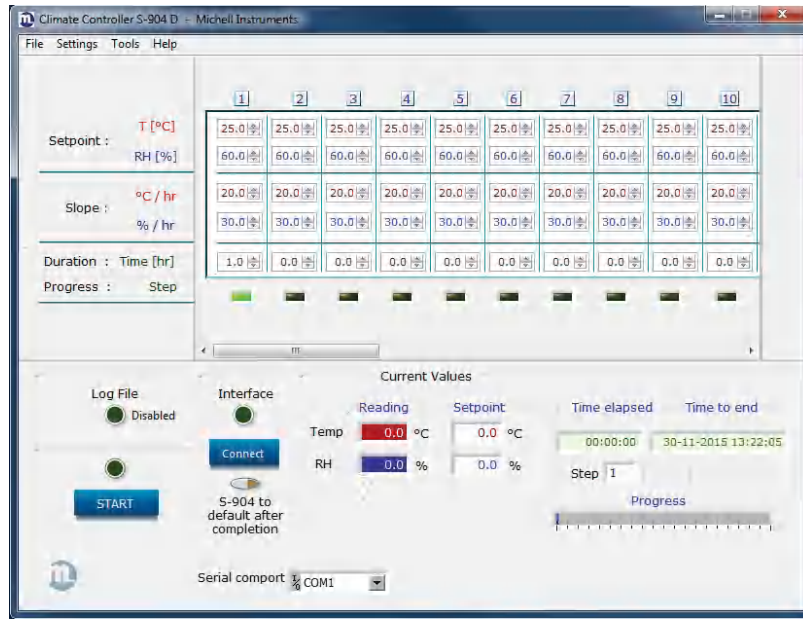 Climate Controller S-904 D - Michell Instruments
File Settings Tools Help
1 2 3 4 5 6 7 8 9 10
Setpoint :
T [°C] 25.0 25.0 25.0 25.0 25.0 25.0 25.0 25.0 25.0 25.0
RH [%] 60.0 60.0 60.0 60.0 60.0 60.0 60.0 60.0 60.0 60.0
Slope :
°C / hr 20.0 20.0 20.0 20.0 20.0 20.0 20.0 20.0 20.0 20.0
% / hr 30.0 30.0 30.0 30.0 30.0 30.0 30.0 30.0 30.0 30.0
Duration : Time [hr] 1.0 0.0 0.0 0.0 0.0 0.0 0.0 0.0 0.0 0.0
Progress : Step
Log File
Disabled
START
Interface
Connect
S-904 to
default after
completion
Serial comport COM1
Current Values
Reading Setpoint
Temp 0.0 °C 0.0 °C
RH 0.0 % 0.0 %
Time elapsed Time to end
00:00:00 30-11-2015 13:22:05
Step 1
Progress